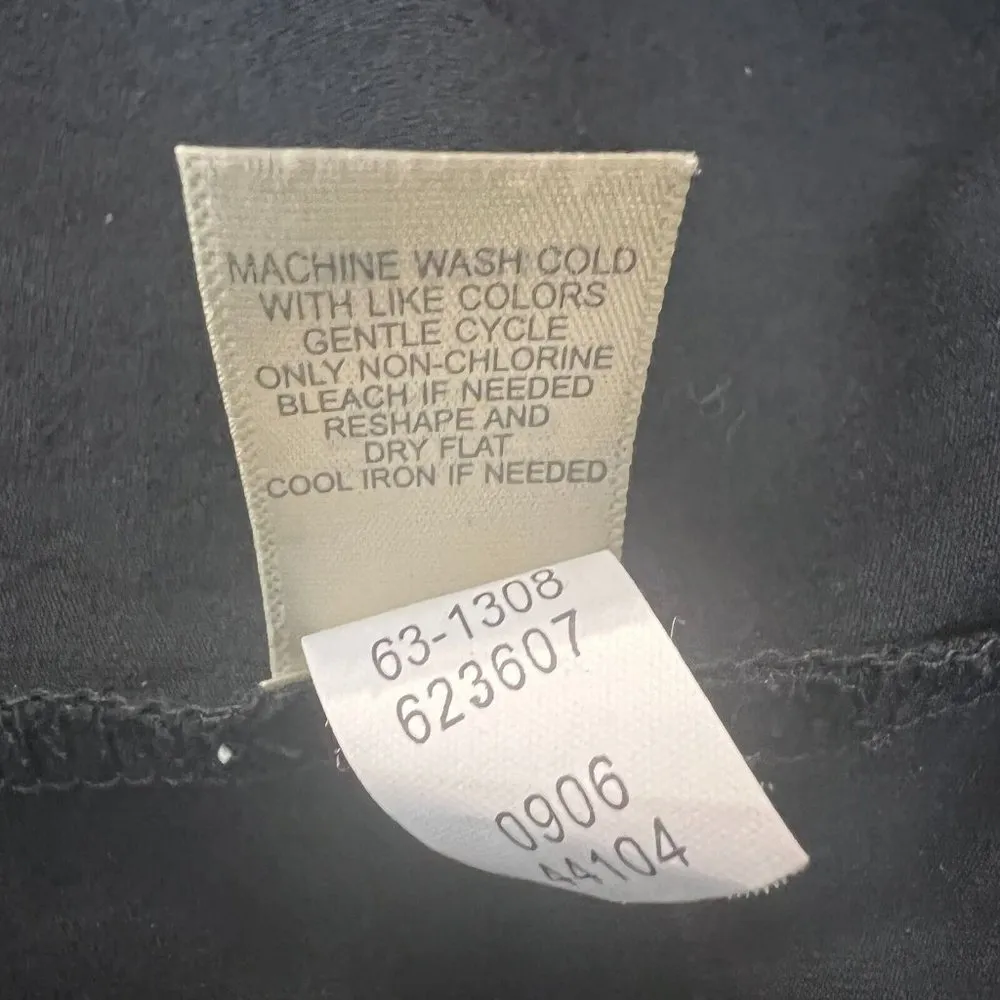 MACHINE WASH COLD
WITH LIKE COLORS
GENTLE CYCLE
ONLY NON-CHLORINE
BLEACH IF NEEDED
RESHAPE AND
DRY FLAT
COOL IRON IF NEEDED
63-1308
623607
0906
44104